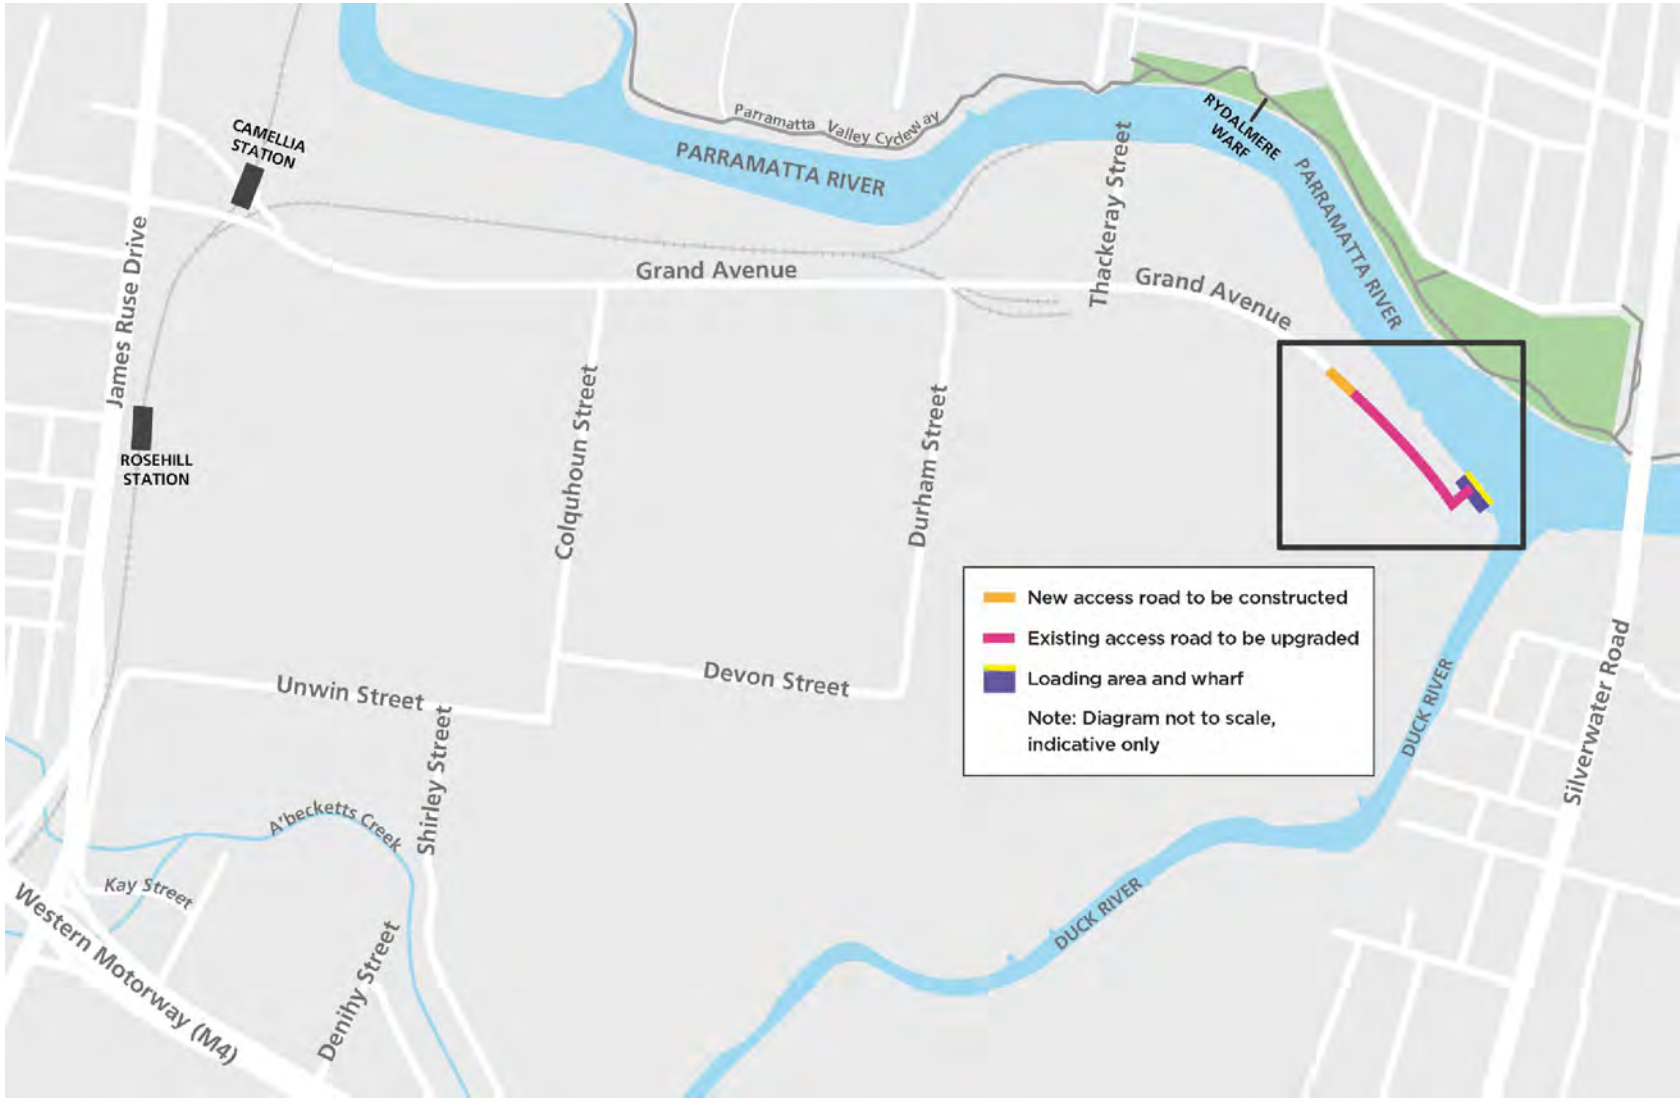 CAMELLIA
STATION
Parramatta Valley Cycleway
PARRAMATTA RIVER
RYDALMERE
WARF
PARRAMATTA RIVER
Thackeray Street
James Ruse Drive
Grand Avenue
Grand Avenue
ROSEHILL
STATION
Colquhoun Street
Durham Street
New access road to be constructed
Existing access road to be upgraded
Loading area and wharf
Note: Diagram not to scale,
indicative only
Unwin Street
Devon Street
Shirley Street
DUCK RIVER
Silverwater Road
A'becketts Creek
Kay Street
Western Motorway (M4)
Denihy Street
DUCK RIVER